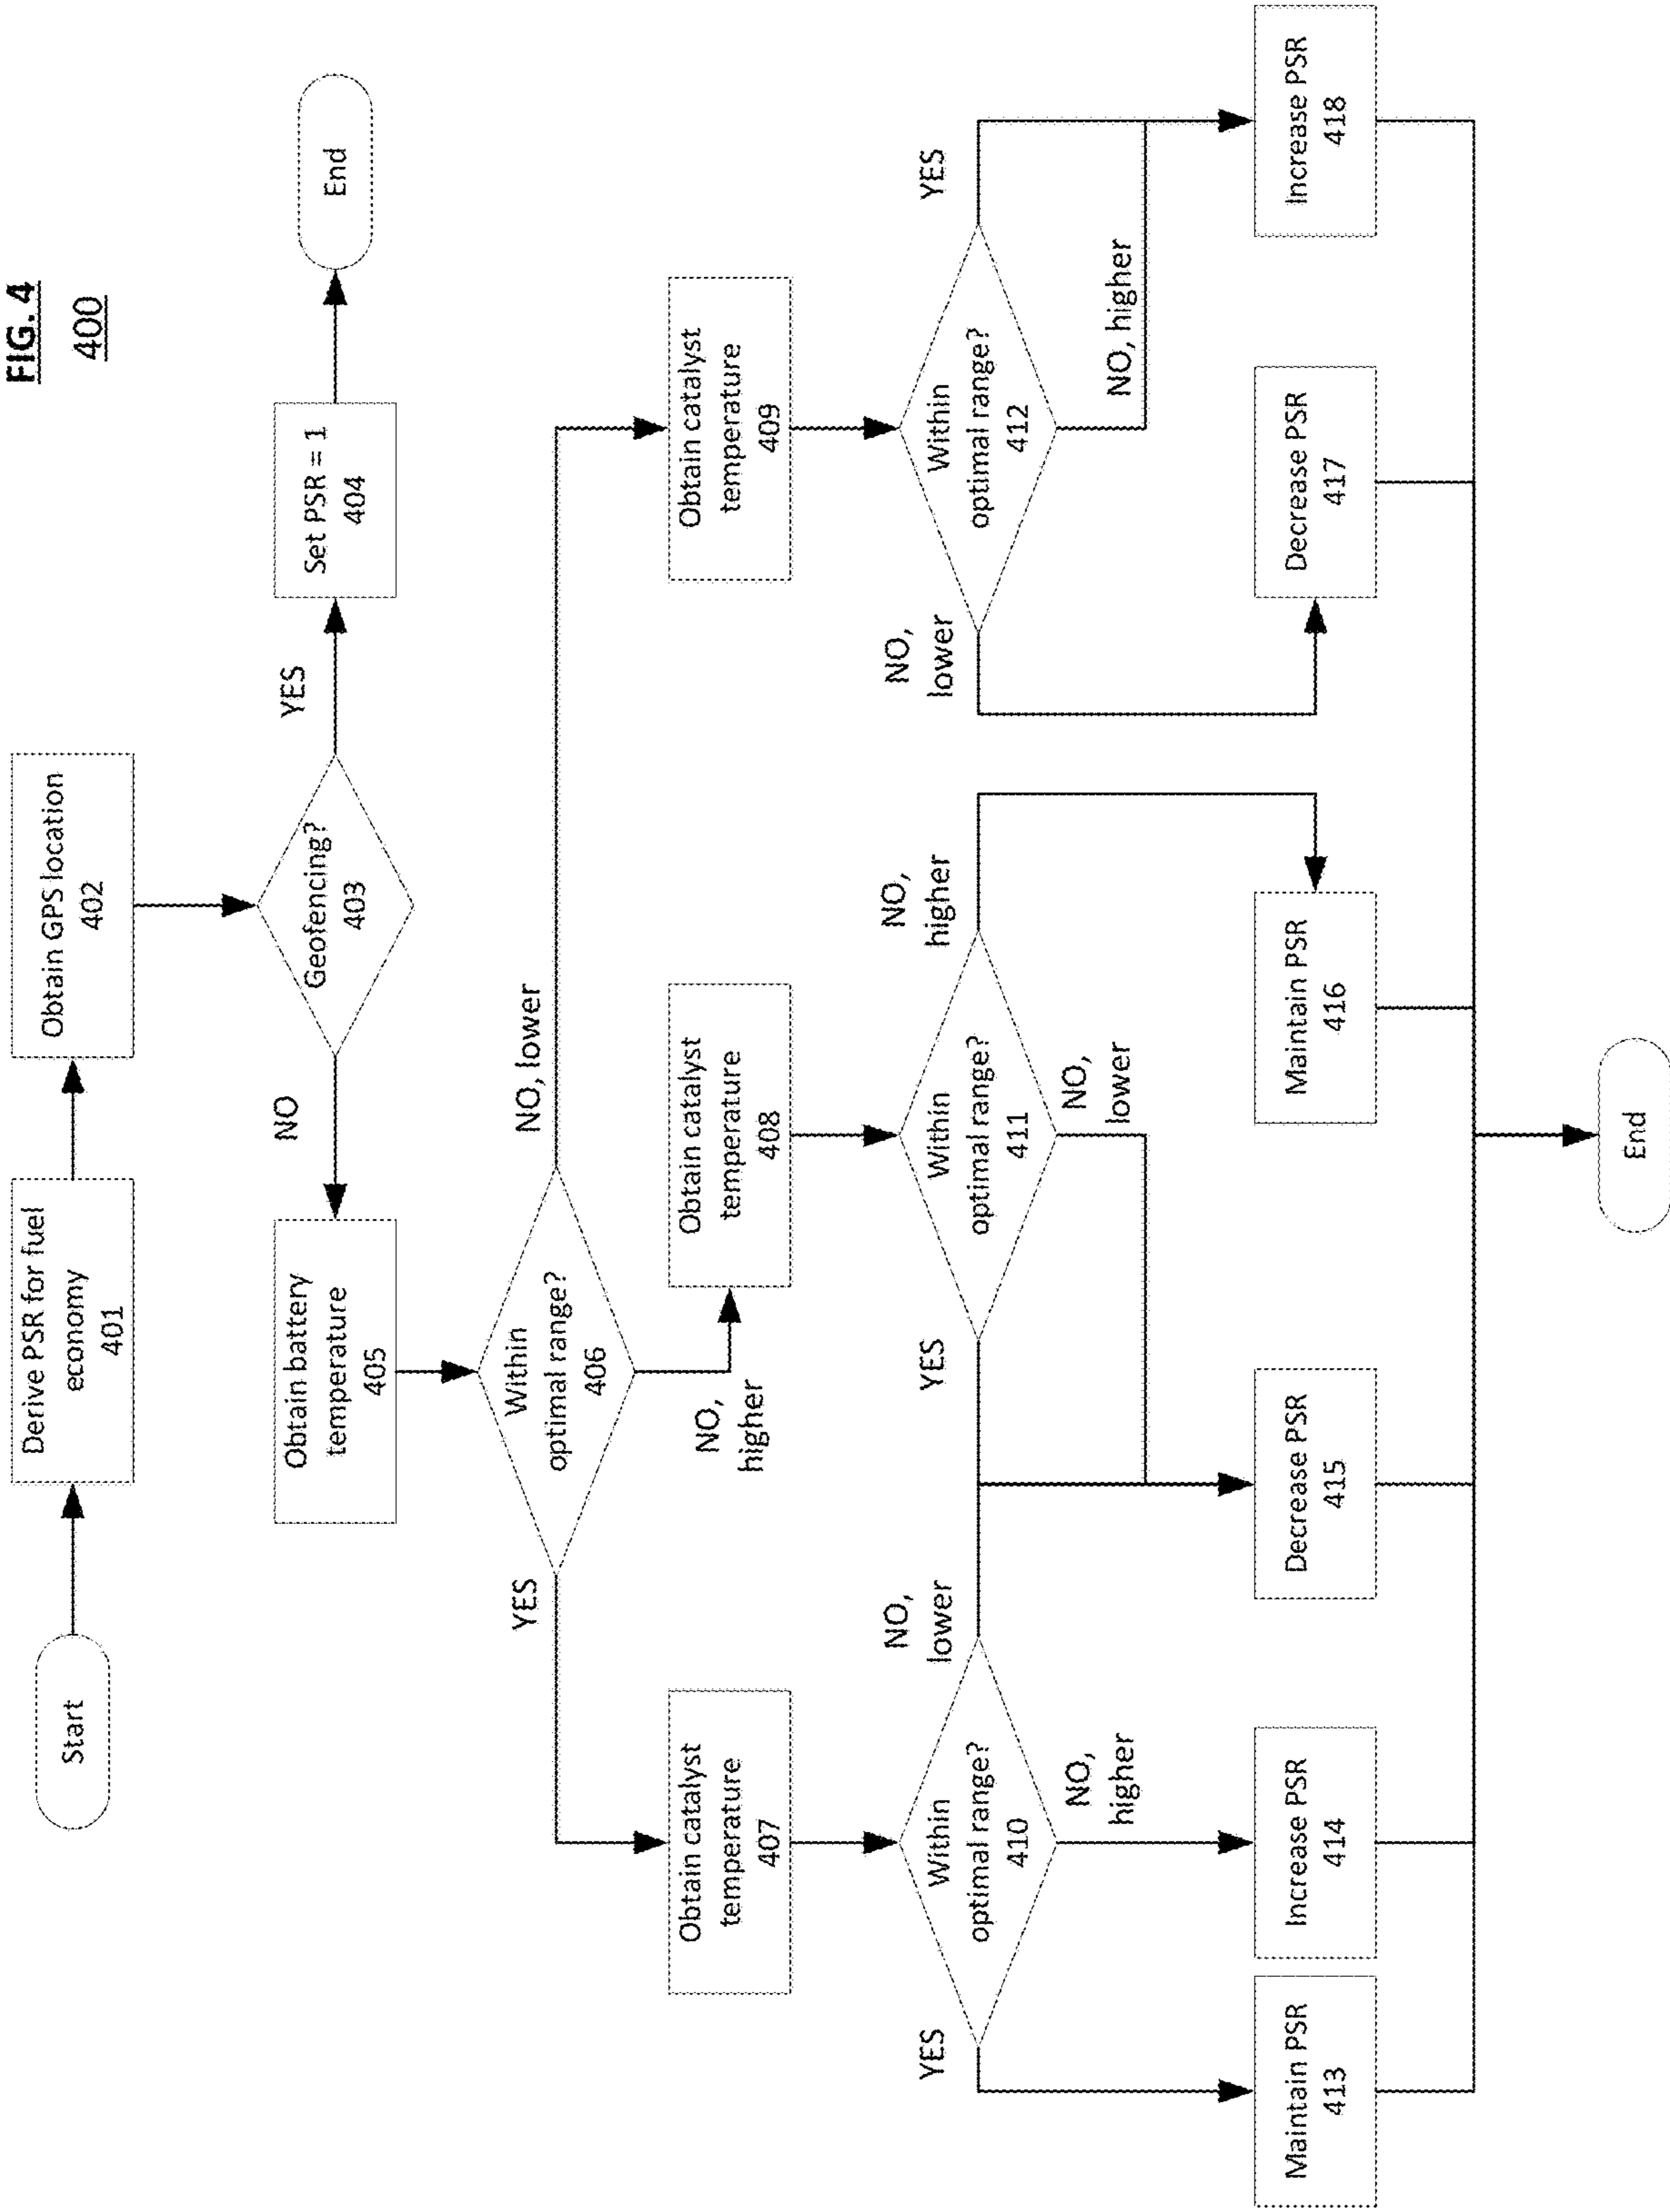 FIG. 4
400
Start
Derive PSR for fuel
economy
401
Obtain GPS location
402
Geofencing?
403
YES
Set PSR = 1
404
End
NO
Obtain battery
temperature
405
Within
optimal range?
406
YES
NO,
higher
NO, lower
Obtain catalyst
temperature
407
Obtain catalyst
temperature
408
Obtain catalyst
temperature
409
Within
optimal range?
410
YES
NO,
higher
NO,
lower
Within
optimal range?
411
YES
NO,
lower
NO,
higher
Within
optimal range?
412
NO,
lower
NO, higher
YES
Maintain PSR
413
Increase PSR
414
Decrease PSR
415
Maintain PSR
416
Decrease PSR
417
Increase PSR
418
End